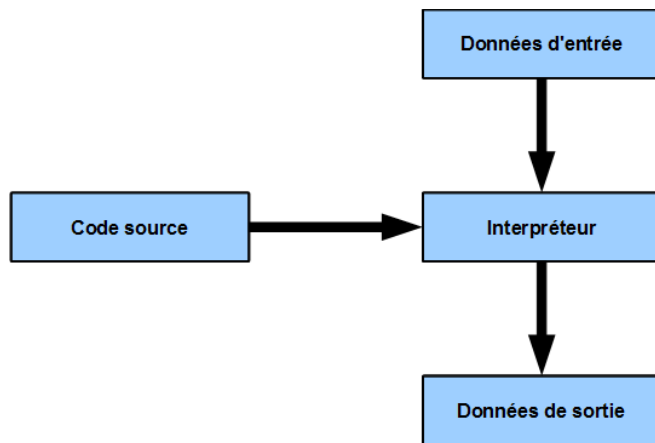 Données d'entrée
Code source
Interpréteur
Données de sortie